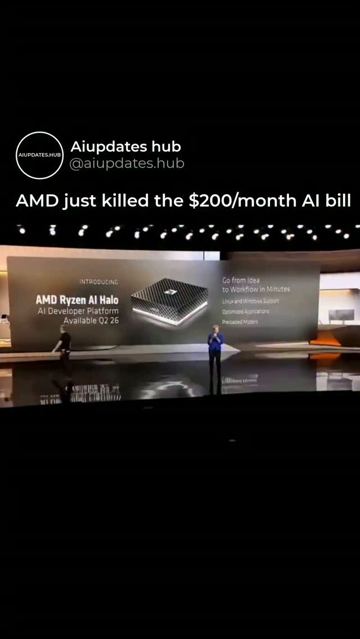 AIUPDATES.HUB
Aiupdates hub
@aiupdates.hub
AMD just killed the $200/month AI bill
INTRODUCING
AMD Ryzen AI Halo
AI Developer Platform
Available Q2 26
Go from Idea
to Workflow in Minutes
Linux and Windows Support
Optimized Applications
Preloaded Models